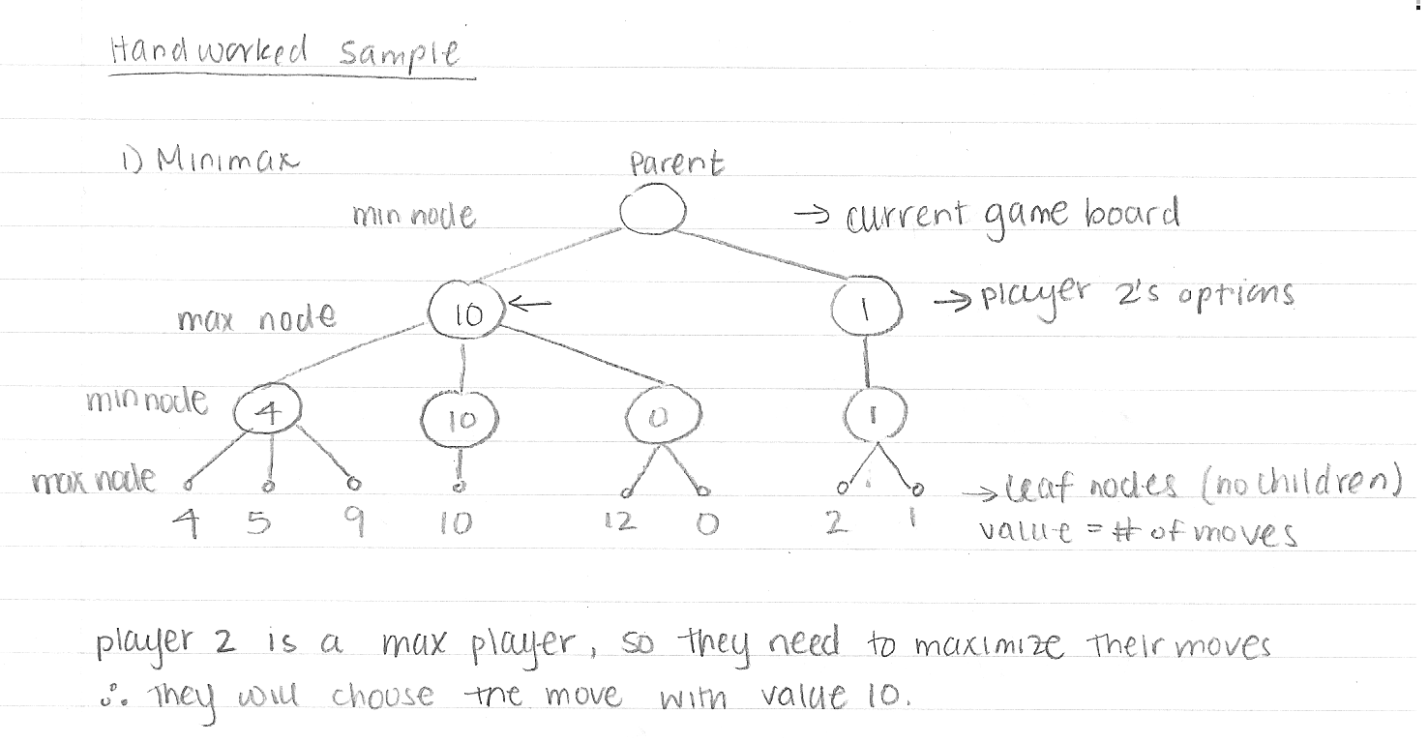 Handworked Sample
1) Minimax
Parent
min node
→ current game board
max node
10 ←
1
→ player 2's options
min node
4
10
0
1
max node
→ leaf nodes (no children)
4 5 9 10 12 0 2 1
value = # of moves
player 2 is a max player, so they need to maximize their moves
∴ They will choose the move with value 10.